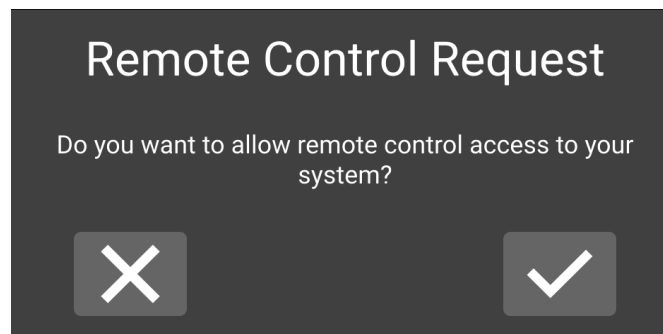 Remote Control Request
Do you want to allow remote control access to your
system?